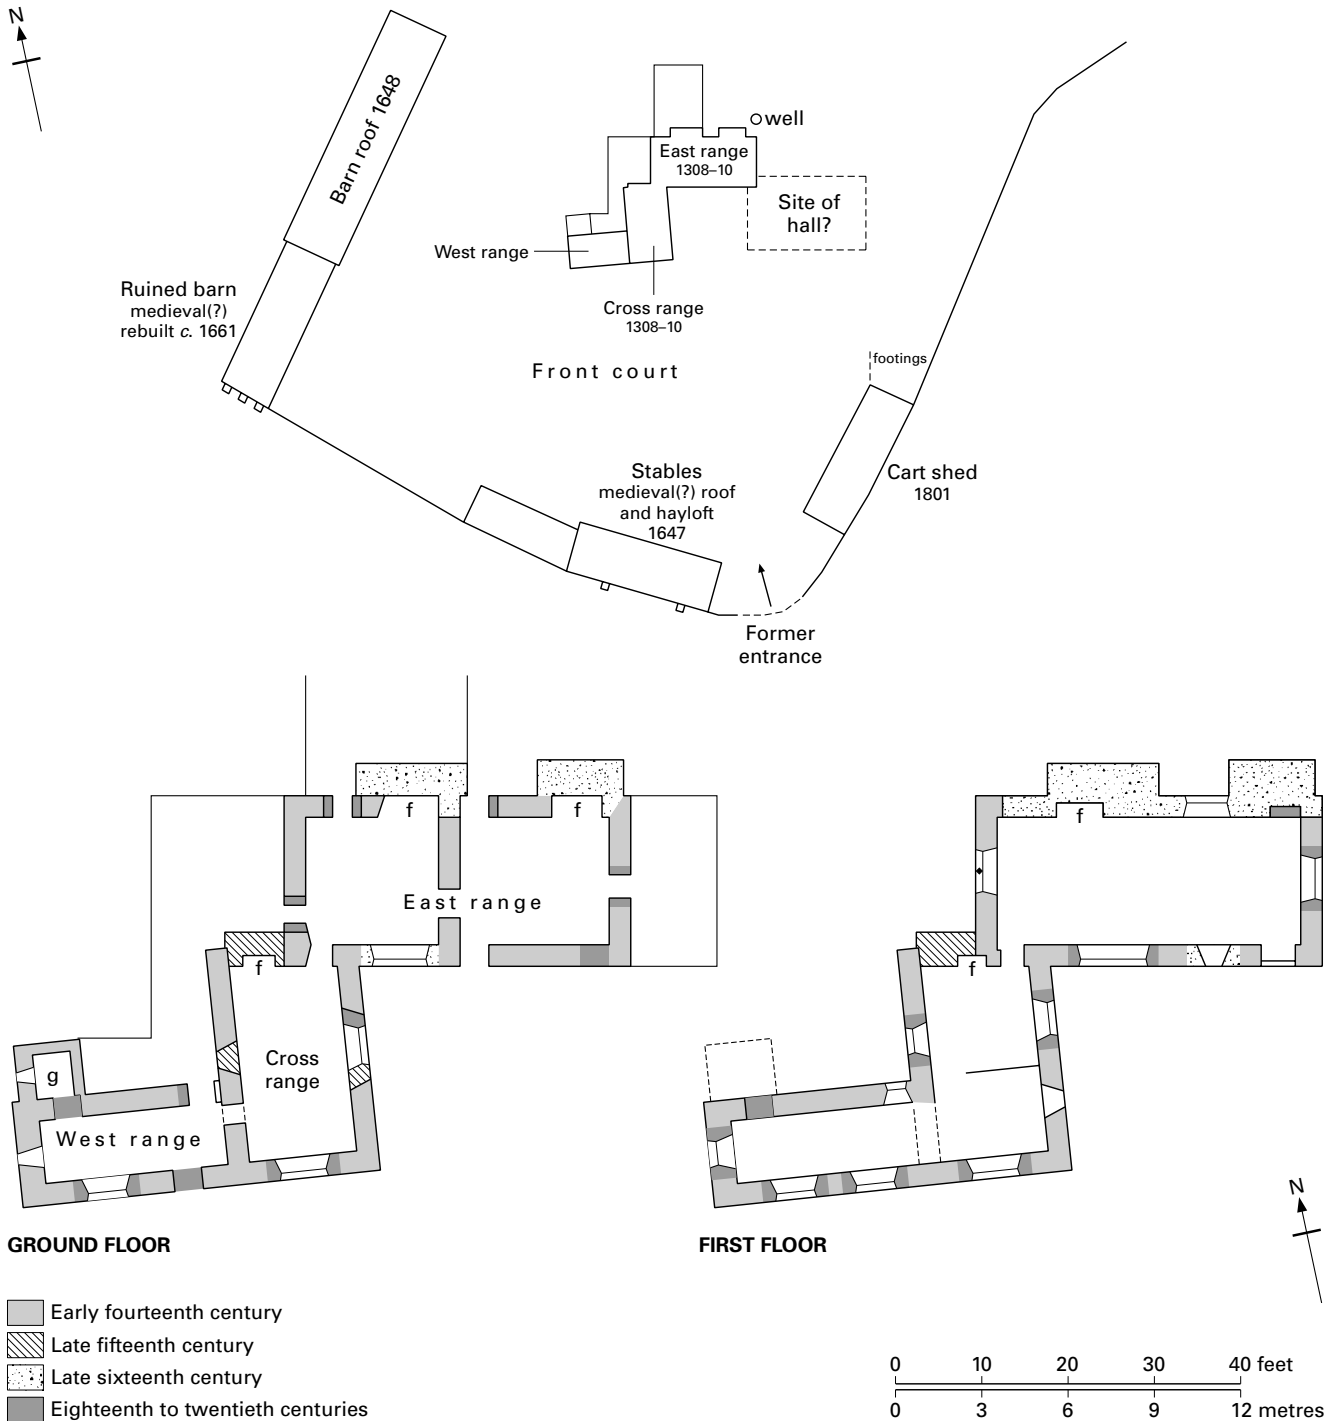 N
Barn roof 1648
well
East range
1308–10
Site of
hall?
West range
Cross range
1308–10
Ruined barn
medieval(?)
rebuilt c. 1661
Front court
footings
Stables
medieval(?) roof
and hayloft
1647
Cart shed
1801
Former
entrance
f
f
East range
f
Cross
range
g
West range
GROUND FLOOR
f
f
N
FIRST FLOOR
Early fourteenth century
Late fifteenth century
Late sixteenth century
Eighteenth to twentieth centuries
0 10 20 30 40 feet
0 3 6 9 12 metres